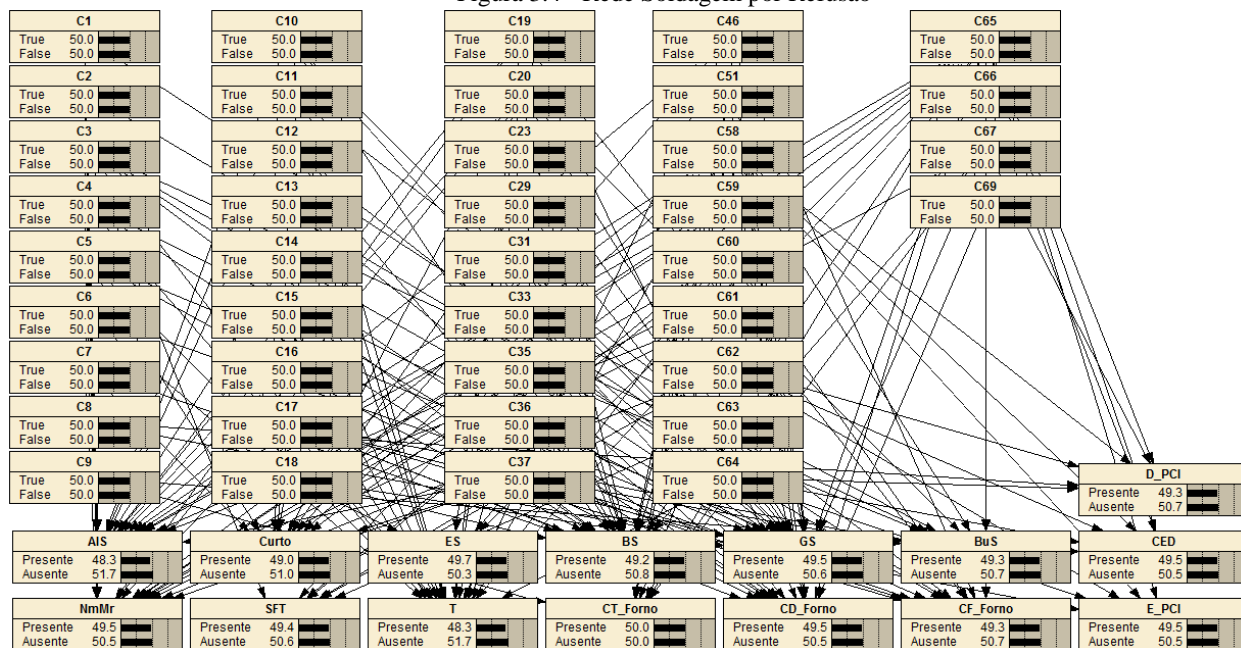 Figura 3.4 - Rede Soldagem por Refusão
C1
True 50.0
False 50.0
C2
True 50.0
False 50.0
C3
True 50.0
False 50.0
C4
True 50.0
False 50.0
C5
True 50.0
False 50.0
C6
True 50.0
False 50.0
C7
True 50.0
False 50.0
C8
True 50.0
False 50.0
C9
True 50.0
False 50.0
C10
True 50.0
False 50.0
C11
True 50.0
False 50.0
C12
True 50.0
False 50.0
C13
True 50.0
False 50.0
C14
True 50.0
False 50.0
C15
True 50.0
False 50.0
C16
True 50.0
False 50.0
C17
True 50.0
False 50.0
C18
True 50.0
False 50.0
C19
True 50.0
False 50.0
C20
True 50.0
False 50.0
C23
True 50.0
False 50.0
C29
True 50.0
False 50.0
C31
True 50.0
False 50.0
C33
True 50.0
False 50.0
C35
True 50.0
False 50.0
C36
True 50.0
False 50.0
C37
True 50.0
False 50.0
C46
True 50.0
False 50.0
C51
True 50.0
False 50.0
C58
True 50.0
False 50.0
C59
True 50.0
False 50.0
C60
True 50.0
False 50.0
C61
True 50.0
False 50.0
C62
True 50.0
False 50.0
C63
True 50.0
False 50.0
C64
True 50.0
False 50.0
C65
True 50.0
False 50.0
C66
True 50.0
False 50.0
C67
True 50.0
False 50.0
C69
True 50.0
False 50.0
D_PCI
Presente 49.3
Ausente 50.7
AIS
Presente 48.3
Ausente 51.7
Curto
Presente 49.0
Ausente 51.0
ES
Presente 49.7
Ausente 50.3
BS
Presente 49.2
Ausente 50.8
GS
Presente 49.5
Ausente 50.6
BuS
Presente 49.3
Ausente 50.7
CED
Presente 49.5
Ausente 50.5
NmMr
Presente 49.5
Ausente 50.5
SFT
Presente 49.4
Ausente 50.6
T
Presente 48.3
Ausente 51.7
CT_Forno
Presente 50.0
Ausente 50.0
CD_Forno
Presente 49.5
Ausente 50.5
CF_Forno
Presente 49.3
Ausente 50.7
E_PCI
Presente 49.5
Ausente 50.5